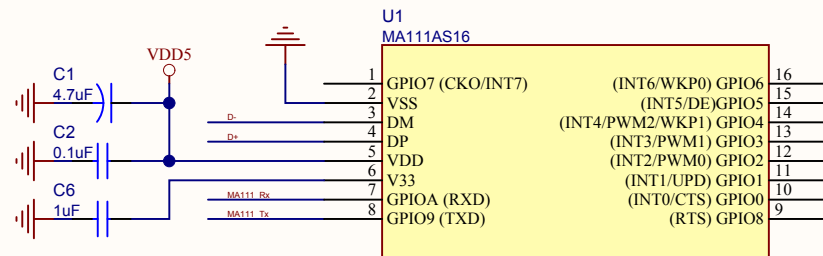 U1
MA111AS16
VDD5
C1
4.7uF
C2
0.1uF
C6
1uF
D-
D+
MA111_Rx
MA111_Tx
1 GPIO7 (CKO/INT7)
2 VSS
3 DM
4 DP
5 VDD
6 V33
7 GPIOA (RXD)
8 GPIO9 (TXD)
(INT6/WKP0) GPIO6 16
(INT5/DE)GPIO5 15
(INT4/PWM2/WKP1) GPIO4 14
(INT3/PWM1) GPIO3 13
(INT2/PWM0) GPIO2 12
(INT1/UPD) GPIO1 11
(INT0/CTS) GPIO0 10
(RTS) GPIO8 9